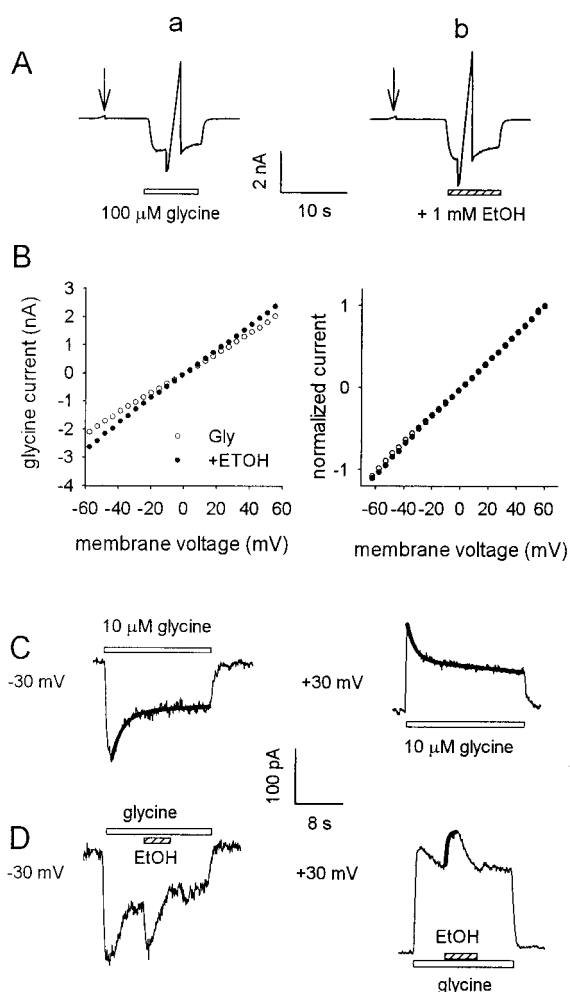 a
b
A
100 μM glycine
2 nA
10 s
+ 1 mM EtOH
B
glycine current (nA)
3
2
1
0
-1
-2
-3
-4
Gly
+ETOH
-60 -40 -20 0 20 40 60
membrane voltage (mV)
normalized current
1
0
-1
-60 -40 -20 0 20 40 60
membrane voltage (mV)
C
10 μM glycine
-30 mV
+30 mV
10 μM glycine
100 pA
8 s
D
glycine
EtOH
-30 mV
+30 mV
EtOH
glycine